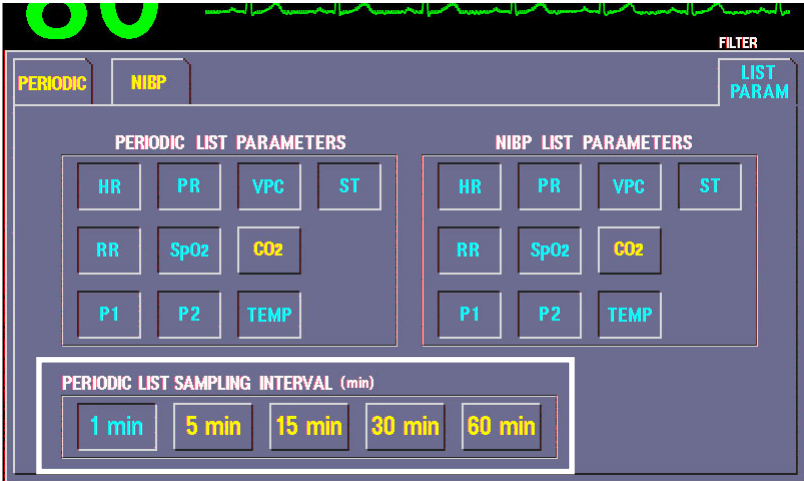 80
FILTER
PERIODIC NIBP LIST
PARAM
PERIODIC LIST PARAMETERS NIBP LIST PARAMETERS
HR PR VPC ST HR PR VPC ST
RR SpO2 CO2 RR SpO2 CO2
P1 P2 TEMP P1 P2 TEMP
PERIODIC LIST SAMPLING INTERVAL (min)
1 min 5 min 15 min 30 min 60 min